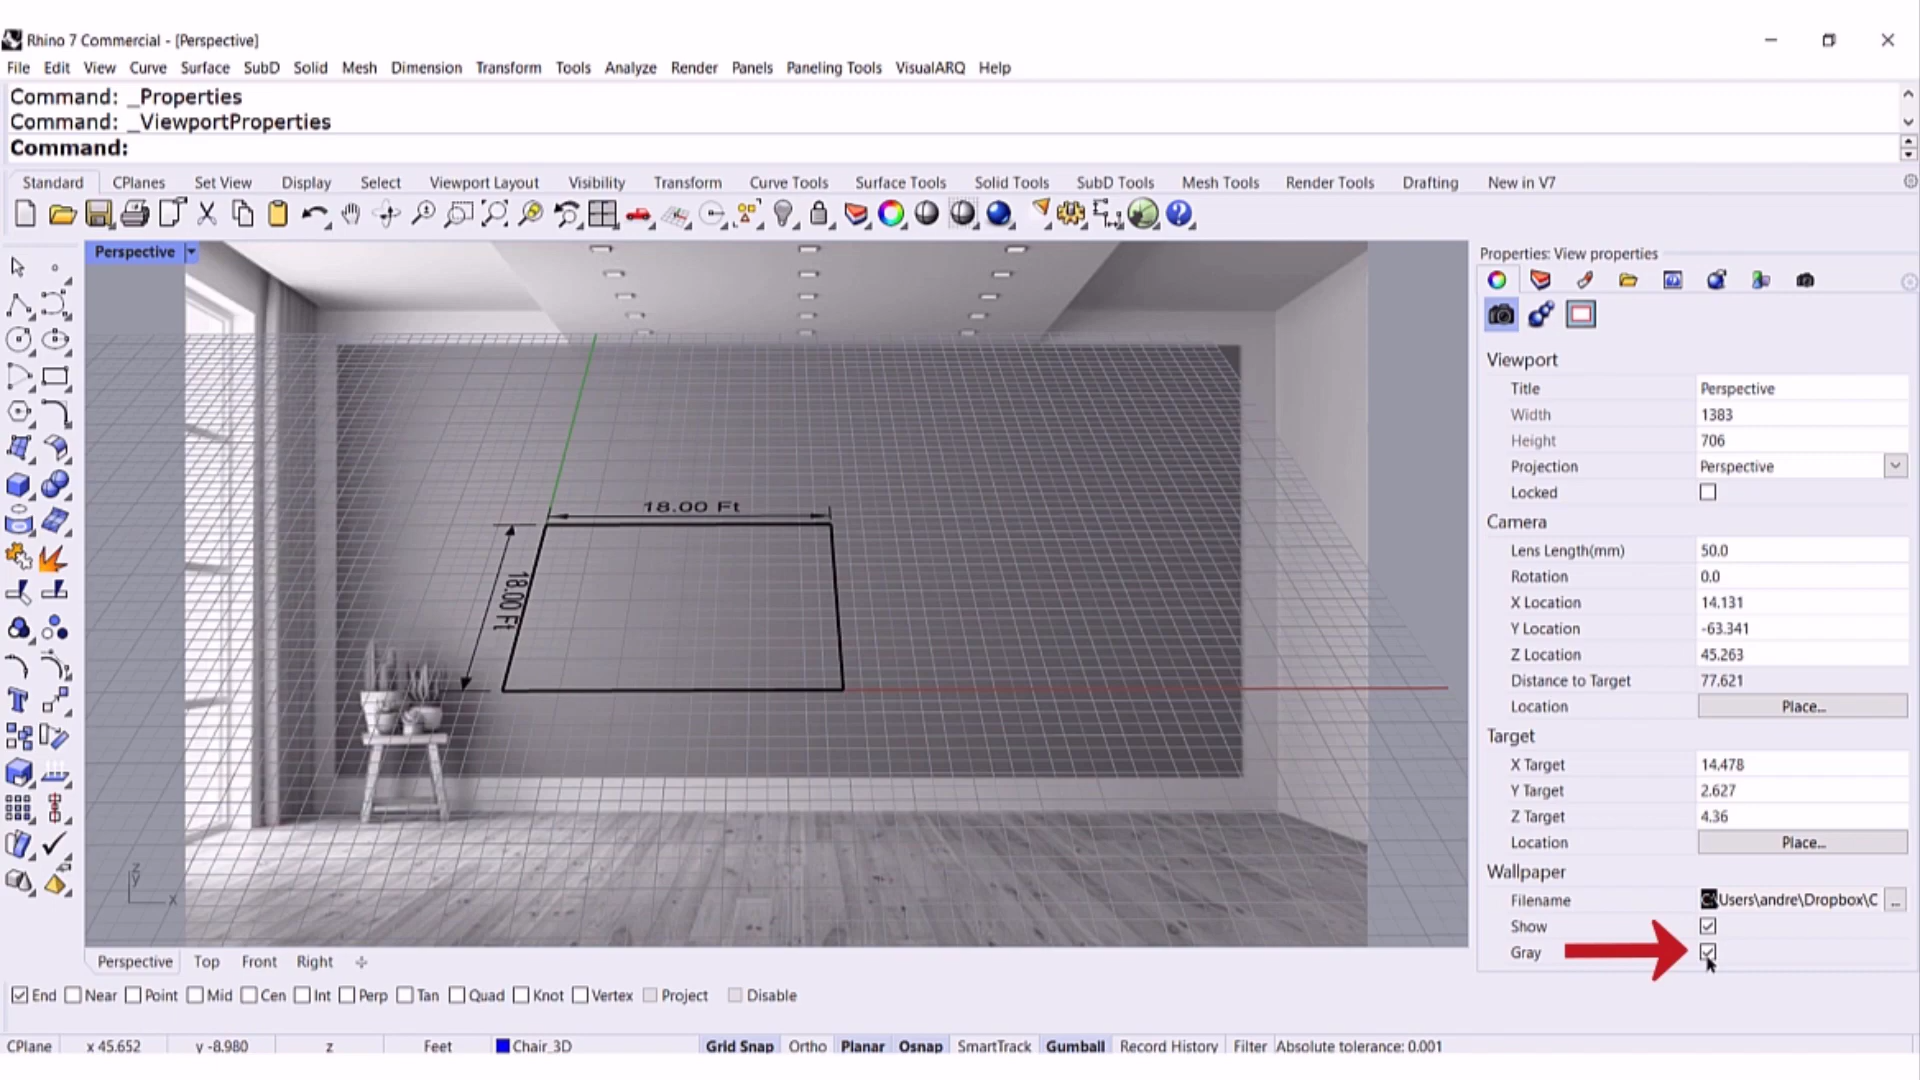 Rhino 7 Commercial - [Perspective]
File Edit View Curve Surface SubD Solid Mesh Dimension Transform Tools Analyze Render Panels Paneling Tools VisualARQ Help
Command: _Properties
Command: _ViewportProperties
Command:
Standard CPlanes Set View Display Select Viewport Layout Visibility Transform Curve Tools Surface Tools Solid Tools SubD Tools Mesh Tools Render Tools Drafting New in V7
Perspective
18.00 Ft
18.00 Ft
z
y
x
Properties: View properties
Viewport
Title Perspective
Width 1383
Height 706
Projection Perspective
Locked
Camera
Lens Length(mm) 50.0
Rotation 0.0
X Location 14.131
Y Location -63.341
Z Location 45.263
Distance to Target 77.621
Location Place...
Target
X Target 14.478
Y Target 2.627
Z Target 4.36
Location Place...
Wallpaper
Filename C:\Users\andre\Dropbox\C ...
Show
Gray
Perspective Top Front Right
End Near Point Mid Cen Int Perp Tan Quad Knot Vertex Project Disable
CPlane x 45.652 y -8.980 z Feet Chair_3D Grid Snap Ortho Planar Osnap SmartTrack Gumball Record History Filter Absolute tolerance: 0.001